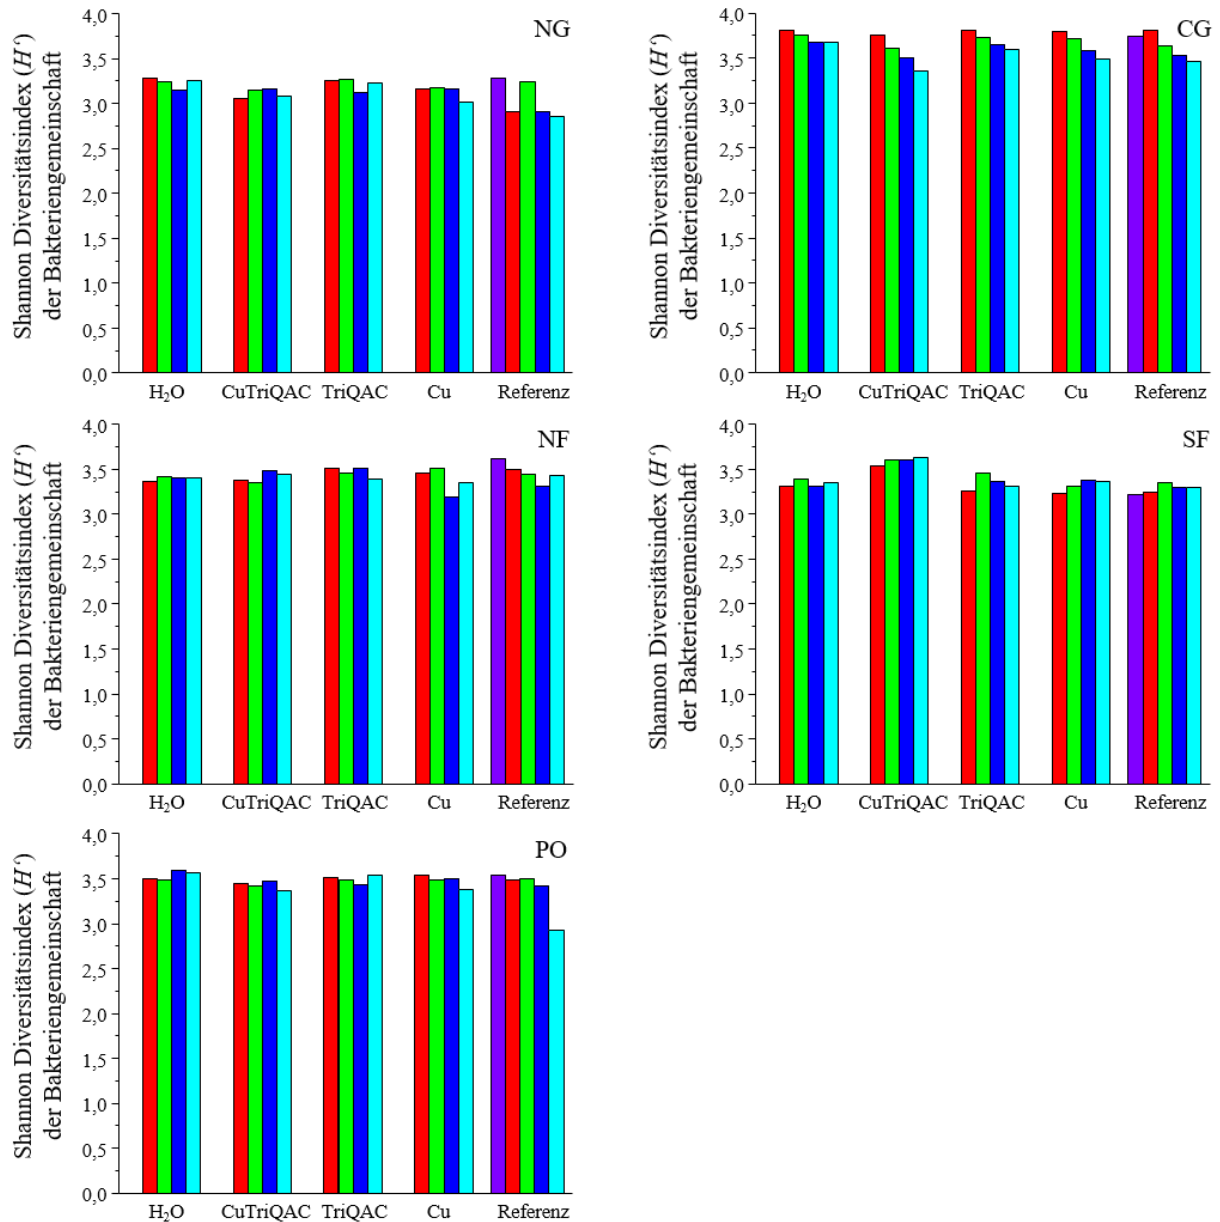 NG
Shannon Diversitätsindex (H‘)
der Bakteriengemeinschaft
4,0
3,5
3,0
2,5
2,0
1,5
1,0
0,5
0,0
H₂O CuTriQAC TriQAC Cu Referenz
CG
Shannon Diversitätsindex (H‘)
der Bakteriengemeinschaft
4,0
3,5
3,0
2,5
2,0
1,5
1,0
0,5
0,0
H₂O CuTriQAC TriQAC Cu Referenz
NF
Shannon Diversitätsindex (H‘)
der Bakteriengemeinschaft
4,0
3,5
3,0
2,5
2,0
1,5
1,0
0,5
0,0
H₂O CuTriQAC TriQAC Cu Referenz
SF
Shannon Diversitätsindex (H‘)
der Bakteriengemeinschaft
4,0
3,5
3,0
2,5
2,0
1,5
1,0
0,5
0,0
H₂O CuTriQAC TriQAC Cu Referenz
PO
Shannon Diversitätsindex (H‘)
der Bakteriengemeinschaft
4,0
3,5
3,0
2,5
2,0
1,5
1,0
0,5
0,0
H₂O CuTriQAC TriQAC Cu Referenz